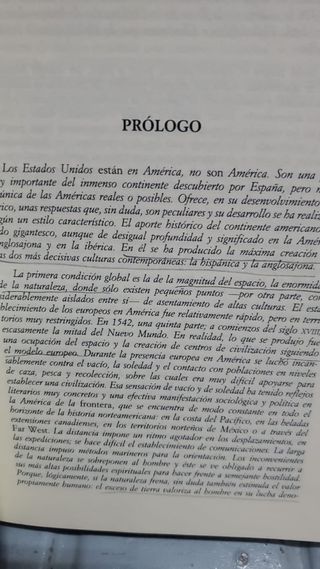 PRÓLOGO
Los Estados Unidos están en América, no son América. Son una
y importante del inmenso continente descubierto por España, pero n
única de las Américas reales o posibles. Ofrece, en su desenvolvimiento
rico, unas respuestas que, sin duda, son peculiares y su desarrollo se ha realiz
gún un estilo característico. El aporte histórico del continente americano
do gigantesco, aunque de desigual profundidad y significado en la Amér
anglosajona y en la ibérica. En él se ha producido la máxima creación
as dos más decisivas culturas contemporáneas: la hispánica y la anglosajona.
La primera condición global es la de la magnitud del espacio, la enormida
de la naturaleza, donde sólo existen pequeños puntos —por otra parte, con
siderablemente aislados entre sí— de asentamiento de altas culturas. El esta
blecimiento de los europeos en América fue relativamente rápido, pero en terri
torios muy restringidos. En 1542, una quinta parte; a comienzos del siglo XVIII,
escasamente la mitad del Nuevo Mundo. En realidad, lo que se produjo fue
una ocupación del espacio y la creación de centros de civilización siguiendo
el modelo europeo. Durante la presencia europea en América se luchó incan-
sablemente contra el vacío, la soledad y el contacto con poblaciones en niveles
de caza, pesca y recolección, sobre las cuales era muy difícil apoyarse para
establecer una civilización. Esa sensación de vacío y de soledad ha tenido reflejos
literarios muy concretos y una efectiva manifestación sociológica y política en
la América de la frontera, que se encuentra de modo constante en todo el
horizonte de la historia norteamericana: en la costa del Pacífico, en las heladas
extensiones canadienses, en los territorios norteños de México o a través del
Far West. La distancia impone un ritmo agotador en los desplazamientos, en
las expediciones; se hace difícil el establecimiento de comunicaciones. La larga
distancia impuso métodos marineros para la orientación. Los inconvenientes
de la naturaleza se sobreponen al hombre y éste se ve obligado a recurrir a
sus más altas posibilidades espirituales para hacer frente a semejante hostilidad.
Porque, lógicamente, si la naturaleza frena, sin duda también estimula el valor
propiamente humano: el exceso de tierra valoriza al hombre en su lucha deno-